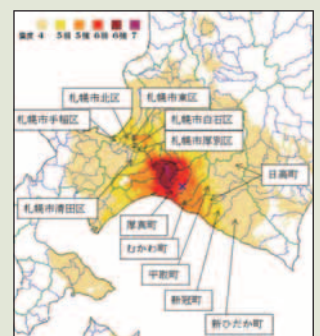 震度 4 5弱 5強 6弱 6強 7
札幌市北区
札幌市東区
札幌市手稲区
札幌市白石区
札幌市厚別区
日高町
札幌市清田区
厚真町
むかわ町
平取町
新冠町
新ひだか町